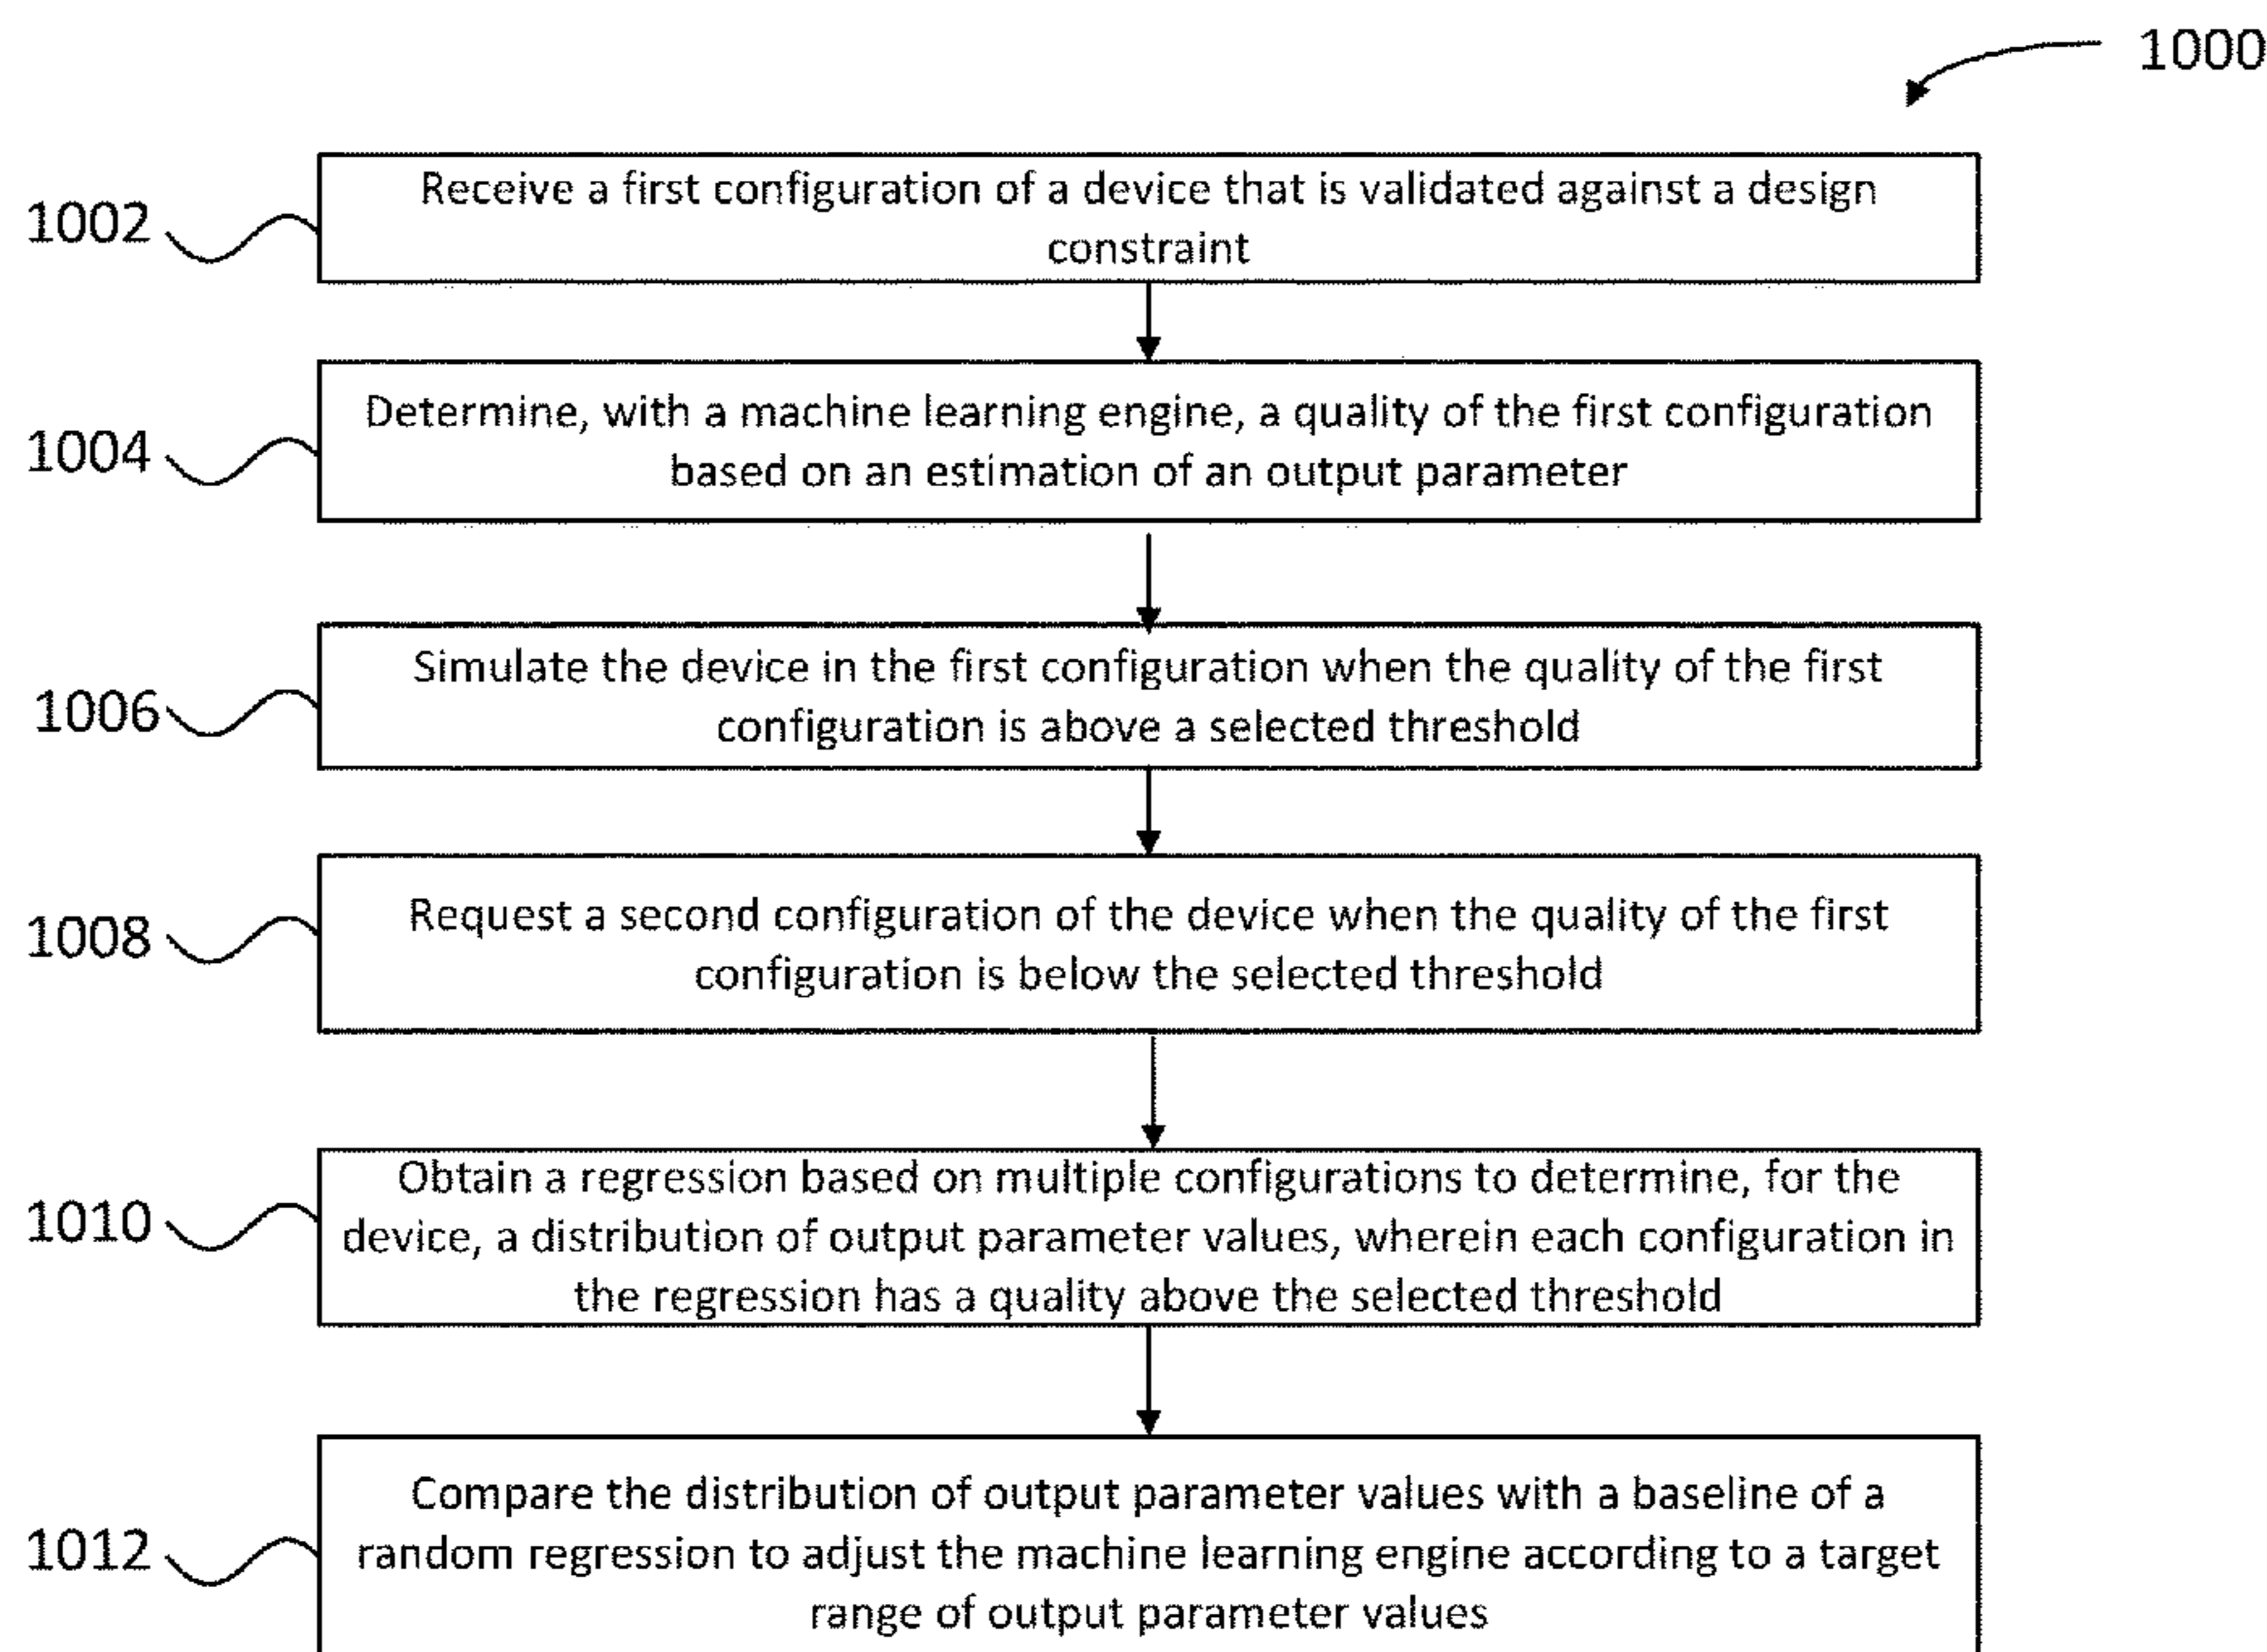 1000
1002
Receive a first configuration of a device that is validated against a design
constraint
1004
Determine, with a machine learning engine, a quality of the first configuration
based on an estimation of an output parameter
1006
Simulate the device in the first configuration when the quality of the first
configuration is above a selected threshold
1008
Request a second configuration of the device when the quality of the first
configuration is below the selected threshold
1010
Obtain a regression based on multiple configurations to determine, for the
device, a distribution of output parameter values, wherein each configuration in
the regression has a quality above the selected threshold
1012
Compare the distribution of output parameter values with a baseline of a
random regression to adjust the machine learning engine according to a target
range of output parameter values